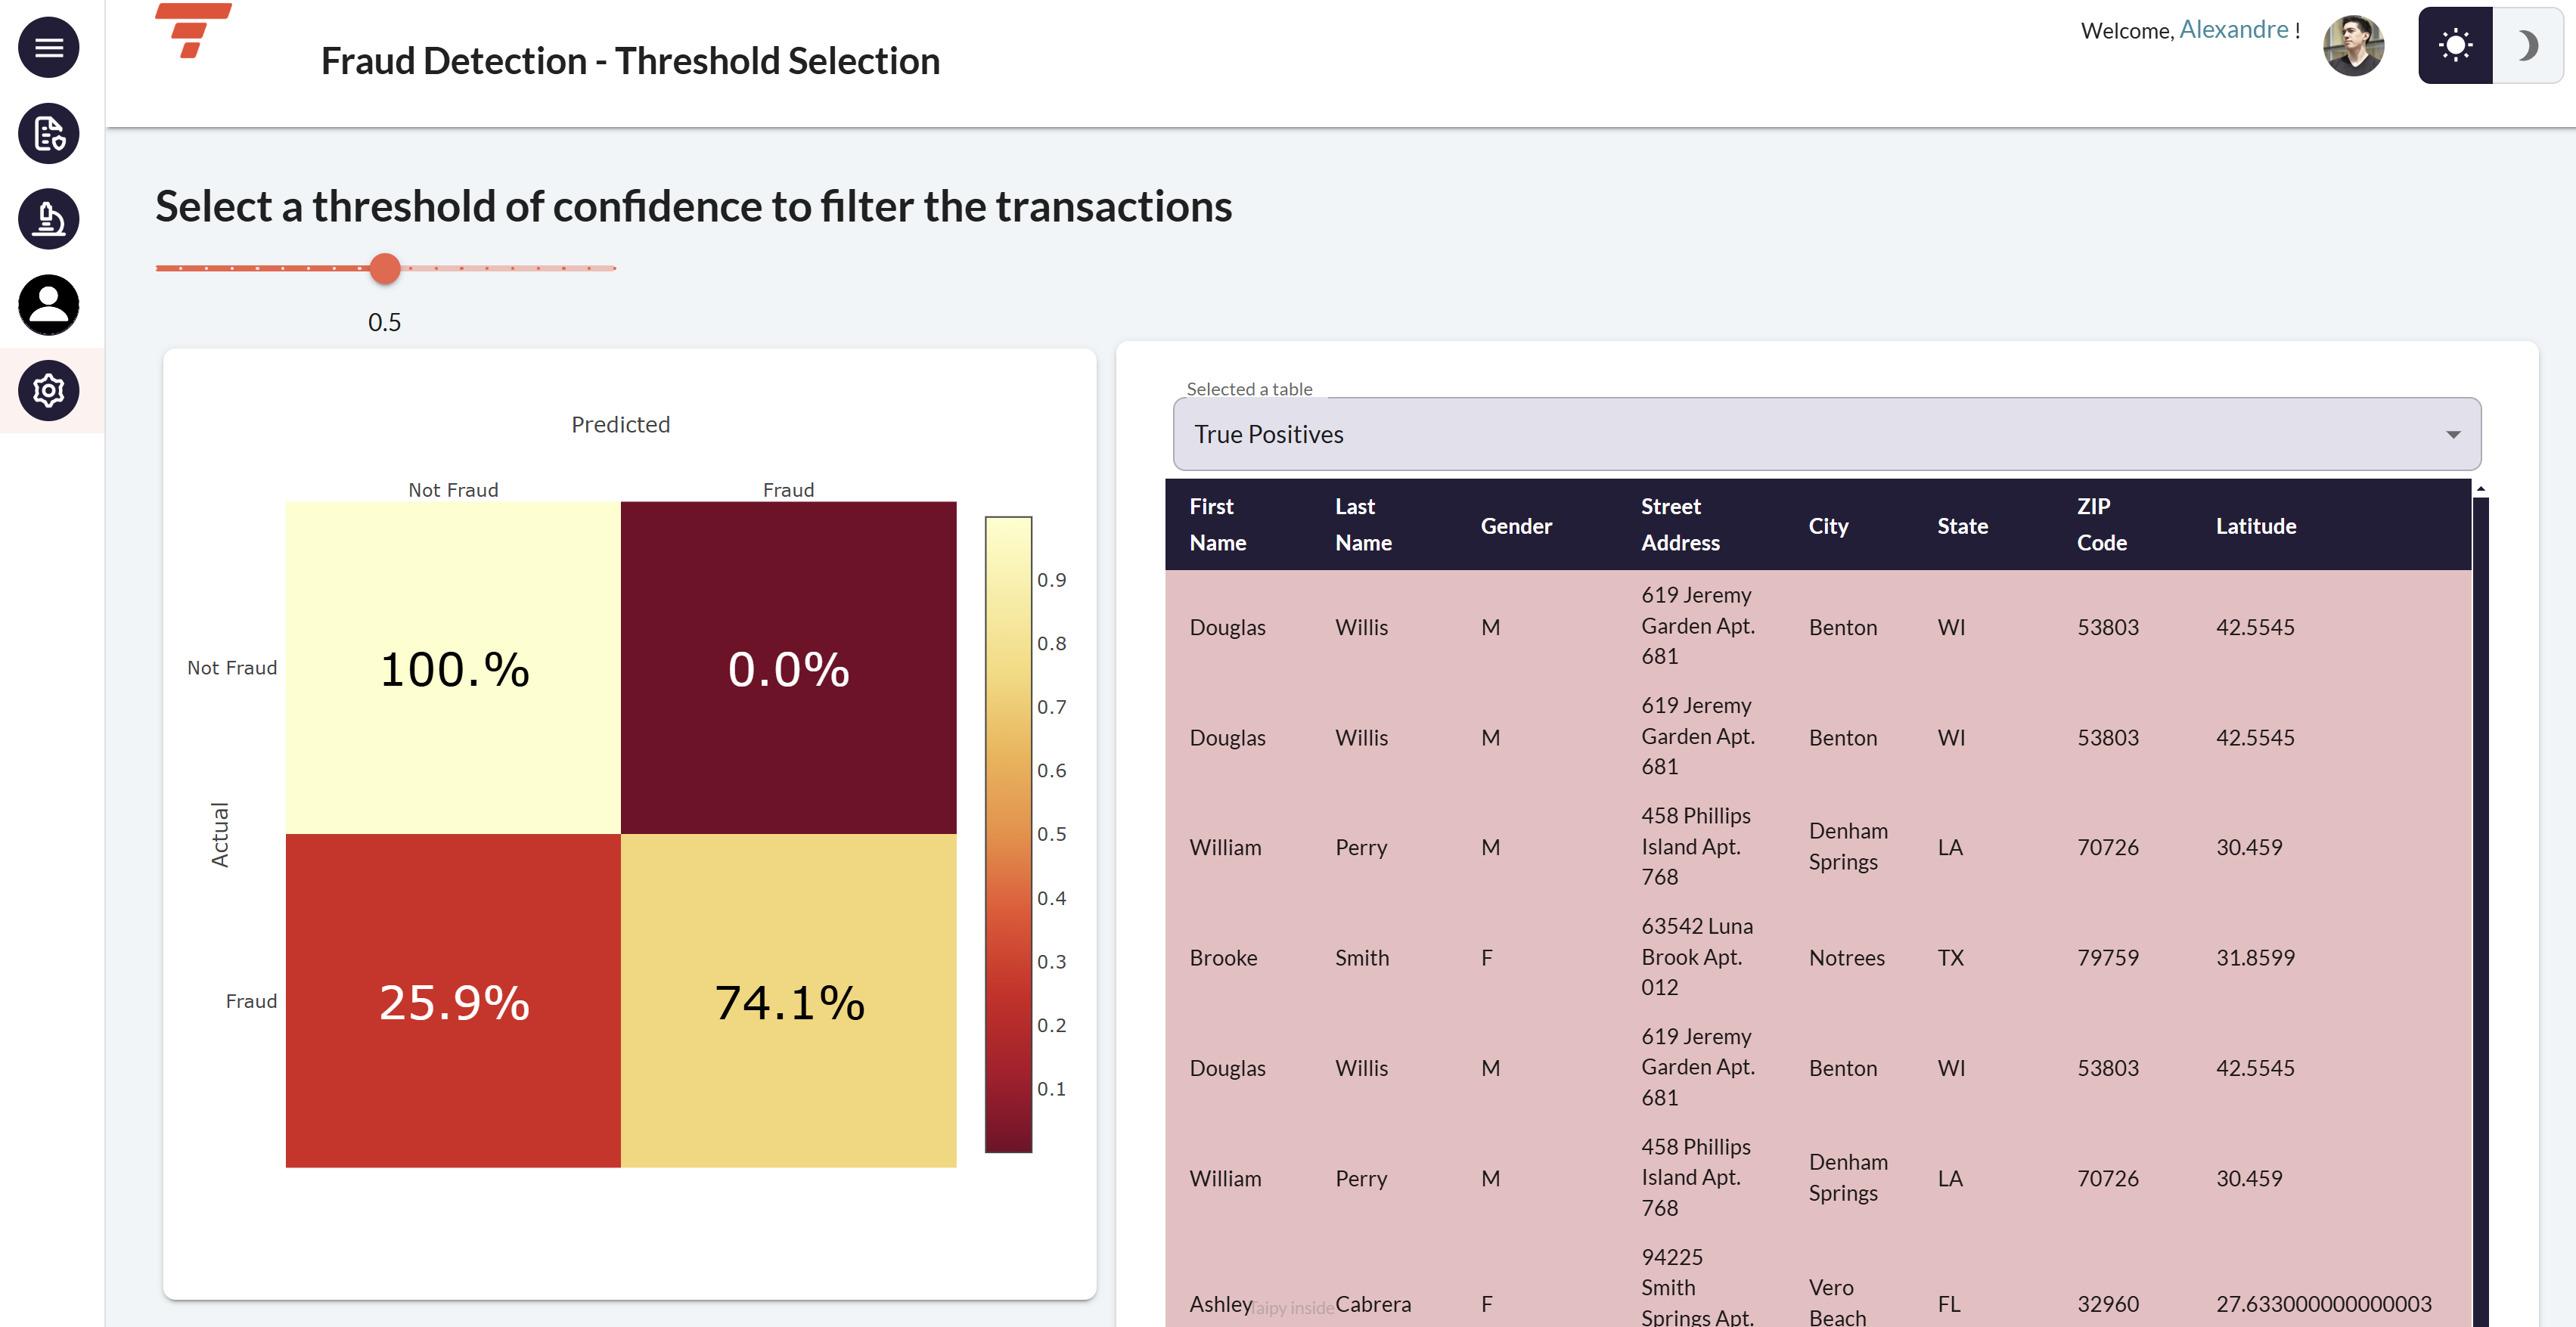 Fraud Detection - Threshold Selection
Welcome, Alexandre !
Select a threshold of confidence to filter the transactions
0.5
Predicted
Not Fraud Fraud
Not Fraud
100.% 0.0%
Actual
Fraud
25.9% 74.1%
0.9
0.8
0.7
0.6
0.5
0.4
0.3
0.2
0.1
Selected a table
True Positives
First Name Last Name Gender Street Address City State ZIP Code Latitude
Douglas Willis M 619 Jeremy Garden Apt. 681 Benton WI 53803 42.5545
Douglas Willis M 619 Jeremy Garden Apt. 681 Benton WI 53803 42.5545
William Perry M 458 Phillips Island Apt. 768 Denham Springs LA 70726 30.459
Brooke Smith F 63542 Luna Brook Apt. 012 Notrees TX 79759 31.8599
Douglas Willis M 619 Jeremy Garden Apt. 681 Benton WI 53803 42.5545
William Perry M 458 Phillips Island Apt. 768 Denham Springs LA 70726 30.459
Ashley Cabrera F 94225 Smith Springs Apt. Vero Beach FL 32960 27.633000000000003
Taipy inside